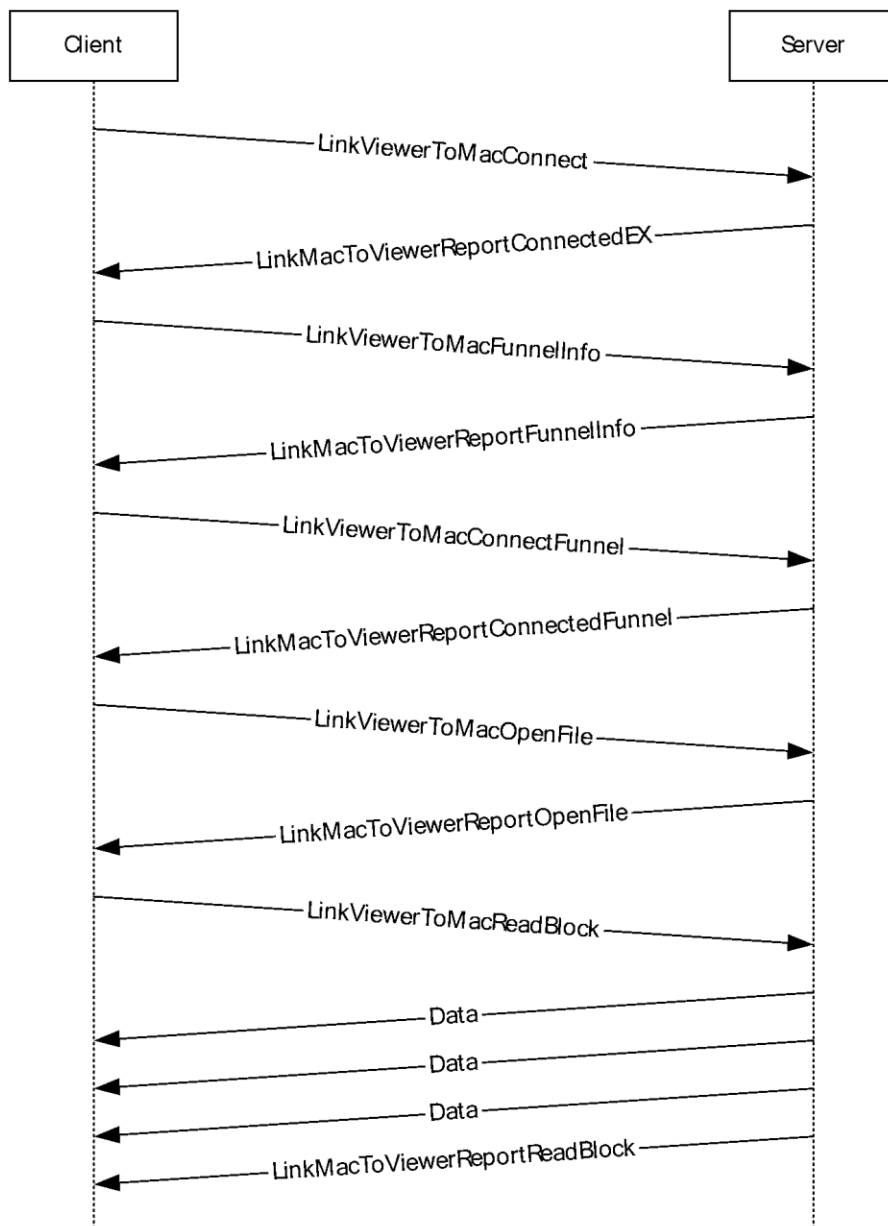 Client
Server
LinkViewerToMacConnect
LinkMacToViewerReportConnectedEX
LinkViewerToMacFunnelInfo
LinkMacToViewerReportFunnelInfo
LinkViewerToMacConnectFunnel
LinkMacToViewerReportConnectedFunnel
LinkViewerToMacOpenFile
LinkMacToViewerReportOpenFile
LinkViewerToMacReadBlock
Data
Data
Data
LinkMacToViewerReportReadBlock